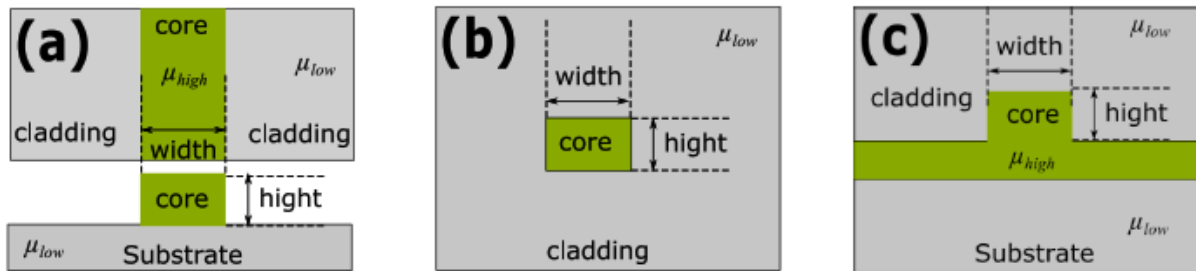 (a)
core
μhigh
μlow
cladding
cladding
width
core
hight
μlow
Substrate
(b)
μlow
width
core
hight
cladding
(c)
μlow
width
cladding
core
hight
μhigh
μlow
Substrate